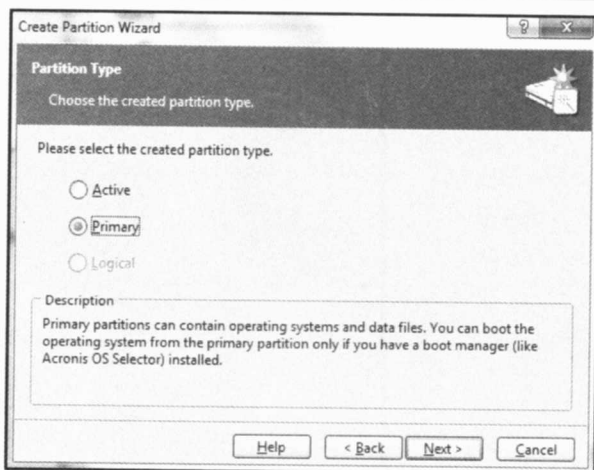 Create Partition Wizard
Partition Type
Choose the created partition type.
Please select the created partition type.
Active
Primary
Logical
Description
Primary partitions can contain operating systems and data files. You can boot the
operating system from the primary partition only if you have a boot manager (like
Acronis OS Selector) installed.
Help
< Back
Next >
Cancel